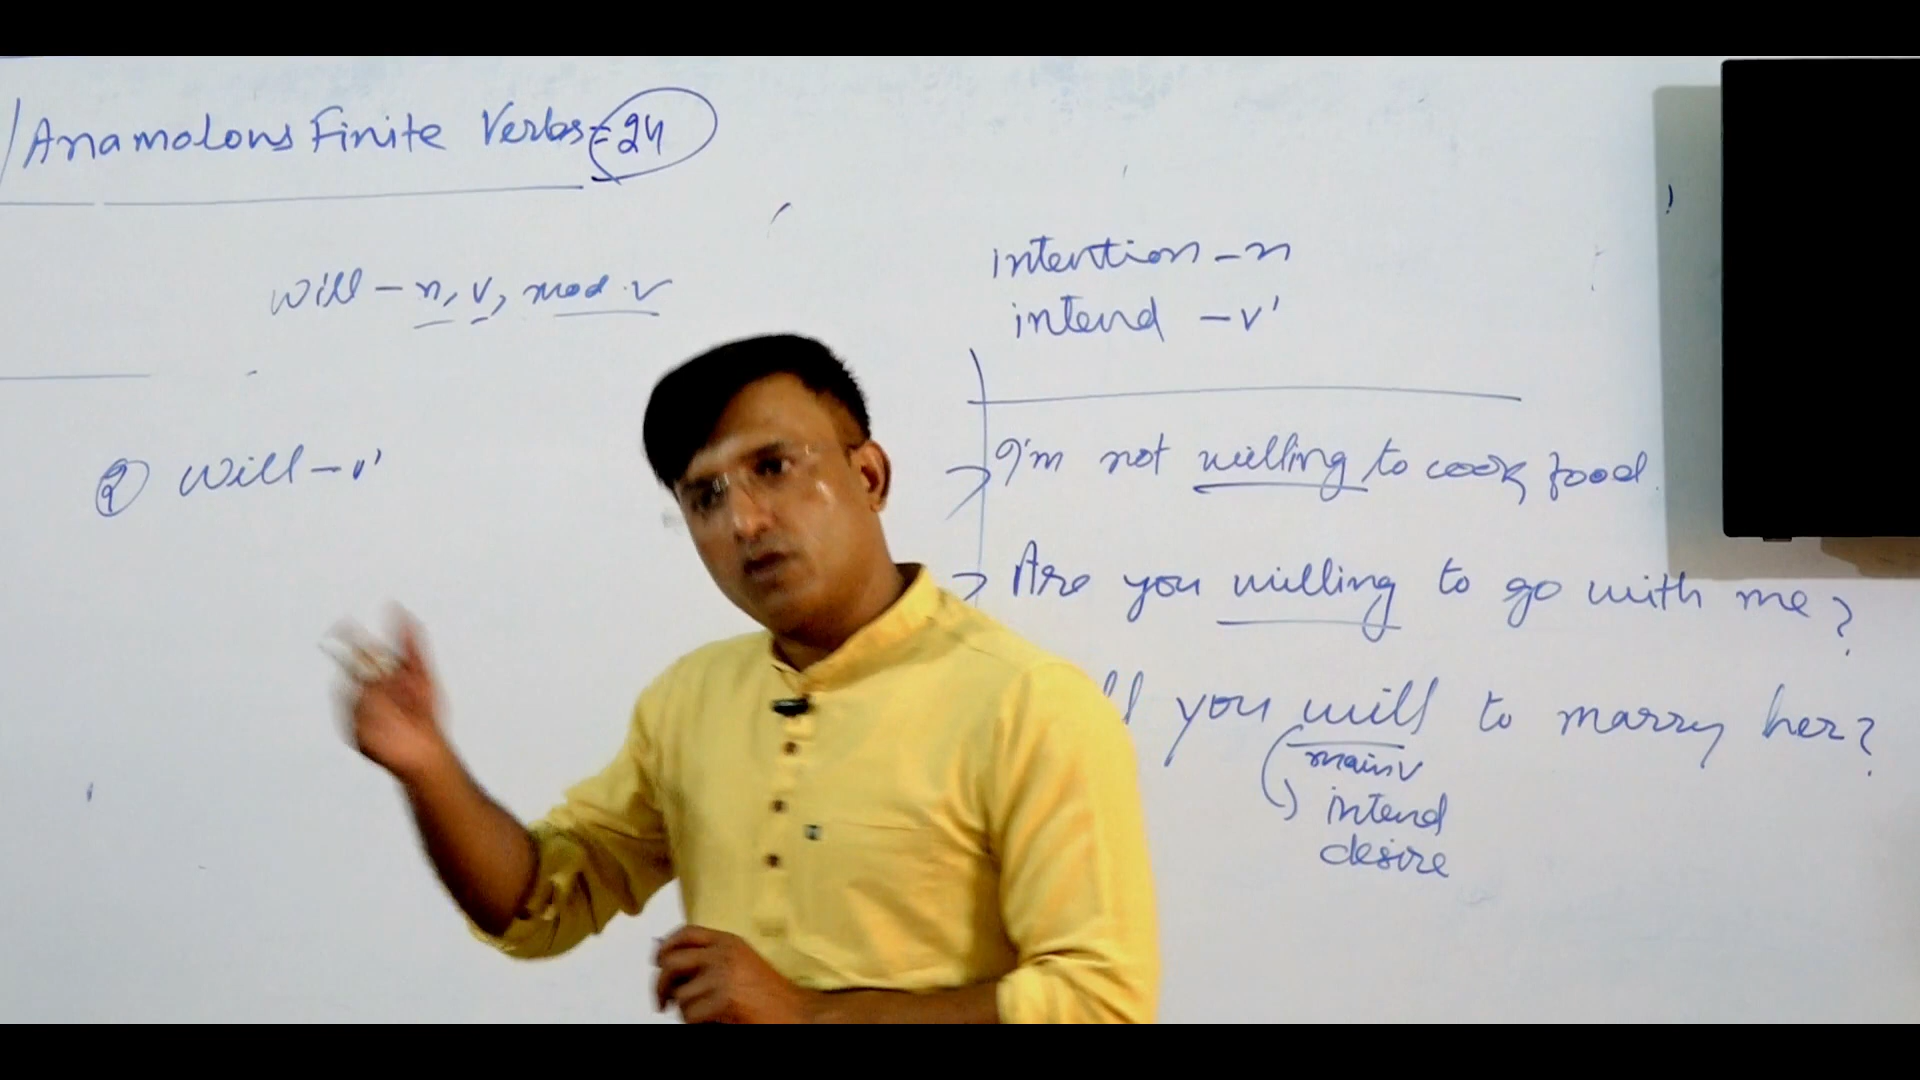 Anamolous Finite Verbs = 24
will - n, v, mod. v
② will - v'
intention - n
intend - v'
I'm not willing to cook food.
Are you willing to go with me?
you will to marry her?
main v
intend
desire